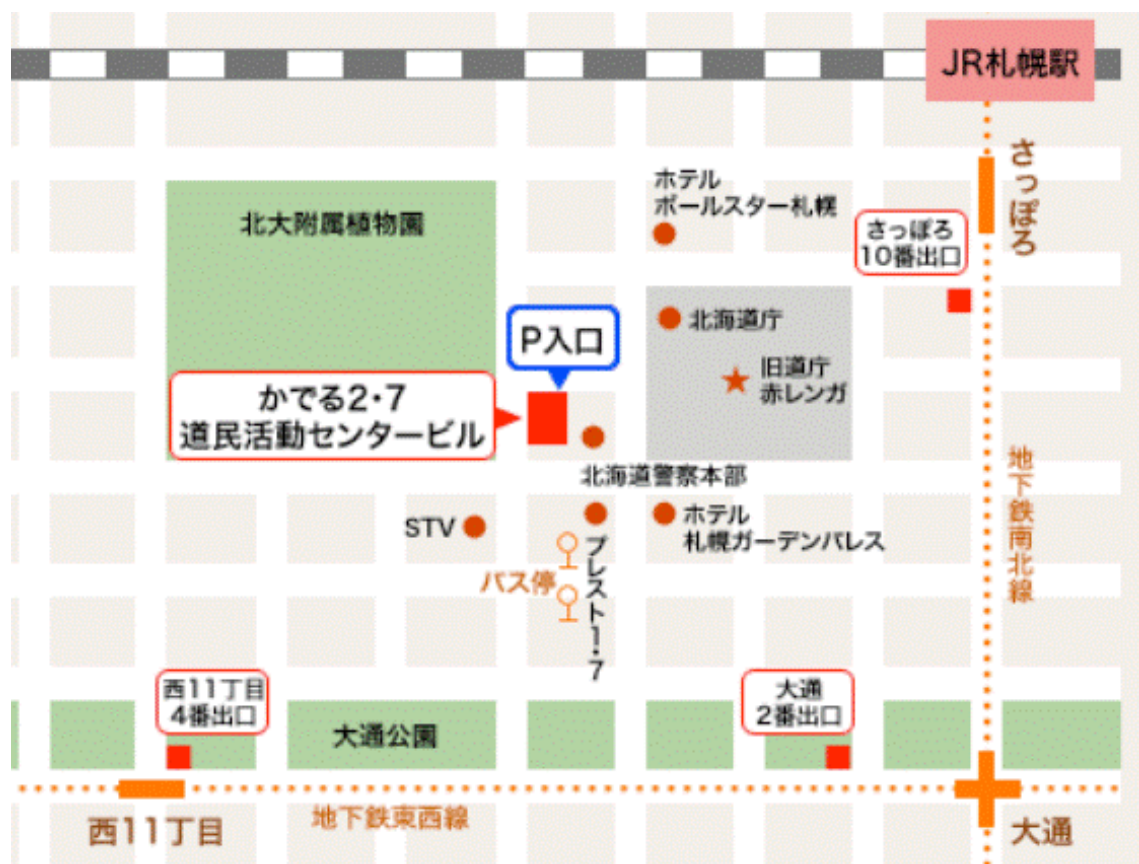 JR札幌駅
さっぽろ
ホテル
ポールスター札幌
さっぽろ
10番出口
北大附属植物園
P入口
北海道庁
旧道庁
赤レンガ
かでる2・7
道民活動センタービル
北海道警察本部
地下鉄南北線
STV
ホテル
札幌ガーデンパレス
プレスト1・7
バス停
西11丁目
4番出口
大通
2番出口
大通公園
地下鉄東西線
西11丁目
大通